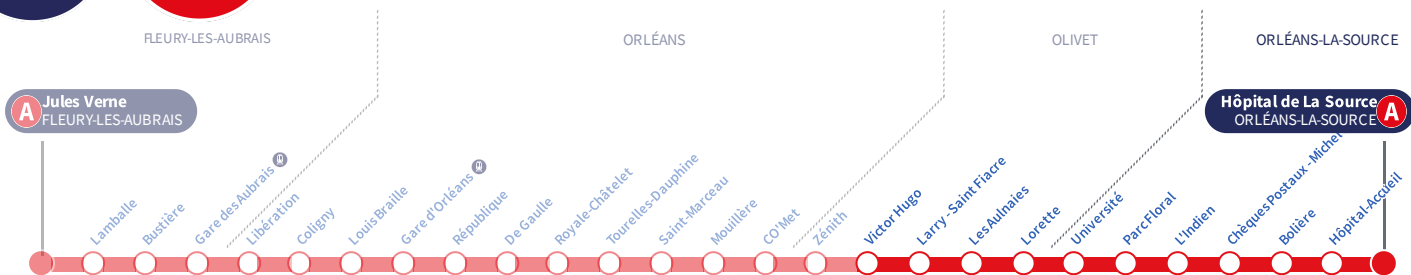 FLEURY-LES-AUBRAIS
ORLÉANS
OLIVET
ORLÉANS-LA-SOURCE
A
Jules Verne
FLEURY-LES-AUBRAIS
Hôpital de La Source
ORLÉANS-LA-SOURCE
A
Lamballe
Bustière
Gare des Aubrais
Libération
Coligny
Louis Braille
Gare d'Orléans
République
De Gaulle
Royale-Châtelet
Tourelles-Dauphine
Saint-Marceau
Mouillère
CO'Met
Zénith
Victor Hugo
Larry - Saint Fiacre
Les Aulnaies
Lorette
Université
Parc Floral
L'Indien
Chèques Postaux - Michel
Bolière
Hôpital-Accueil